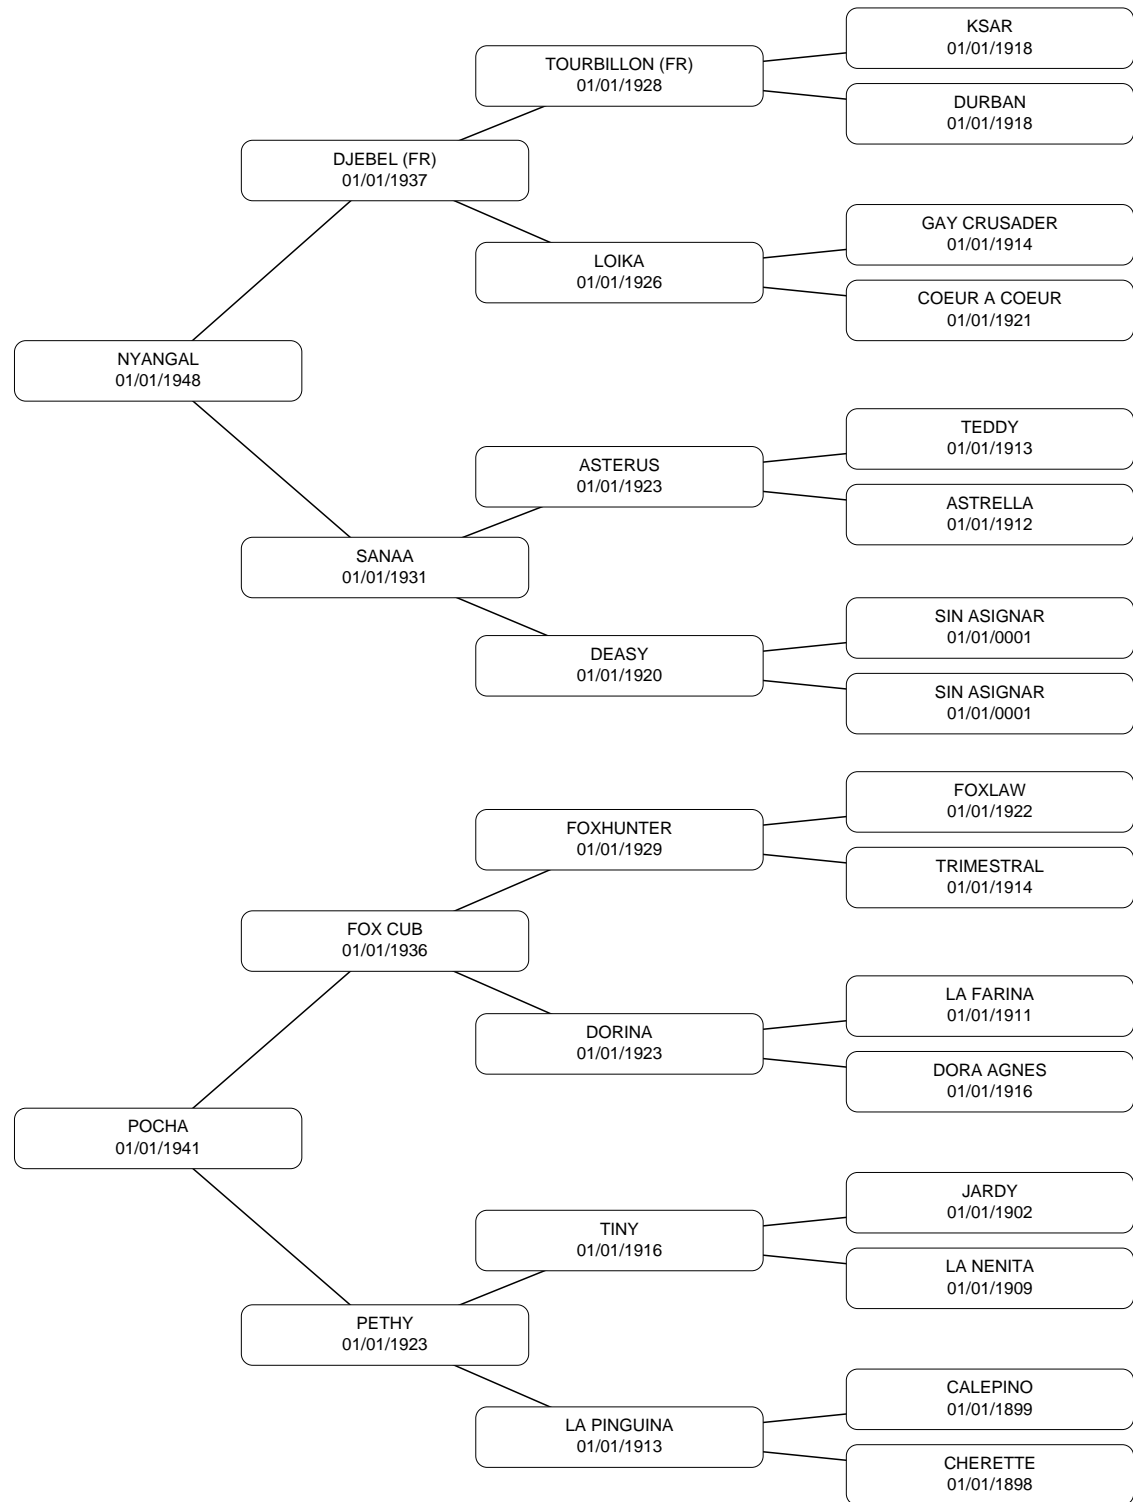 KSAR
01/01/1918
TOURBILLON (FR)
01/01/1928
DURBAN
01/01/1918
DJEBEL (FR)
01/01/1937
GAY CRUSADER
01/01/1914
LOIKA
01/01/1926
COEUR A COEUR
01/01/1921
NYANGAL
01/01/1948
TEDDY
01/01/1913
ASTERUS
01/01/1923
ASTRELLA
01/01/1912
SANAA
01/01/1931
SIN ASIGNAR
01/01/0001
DEASY
01/01/1920
SIN ASIGNAR
01/01/0001
FOXLAW
01/01/1922
FOXHUNTER
01/01/1929
TRIMESTRAL
01/01/1914
FOX CUB
01/01/1936
LA FARINA
01/01/1911
DORINA
01/01/1923
DORA AGNES
01/01/1916
POCHA
01/01/1941
JARDY
01/01/1902
TINY
01/01/1916
LA NENITA
01/01/1909
PETHY
01/01/1923
CALEPINO
01/01/1899
LA PINGUINA
01/01/1913
CHERETTE
01/01/1898